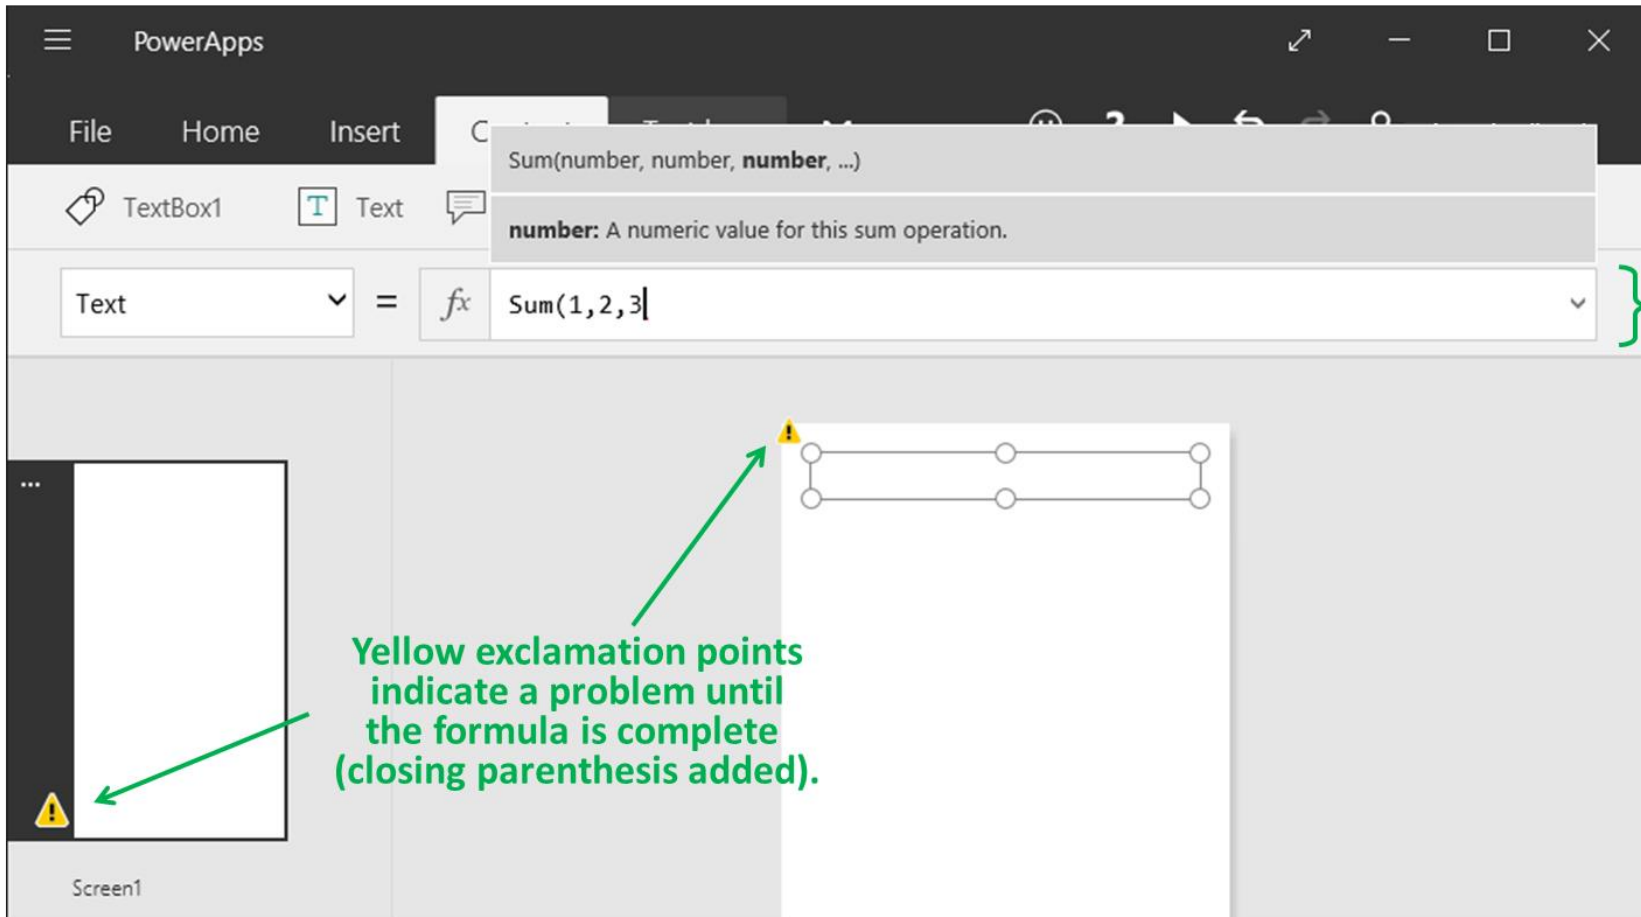 PowerApps
File Home Insert
Sum(number, number, number, ...)
TextBox1 T Text
number: A numeric value for this sum operation.
Text = fx Sum(1,2,3
Yellow exclamation points
indicate a problem until
the formula is complete
(closing parenthesis added).
Screen1